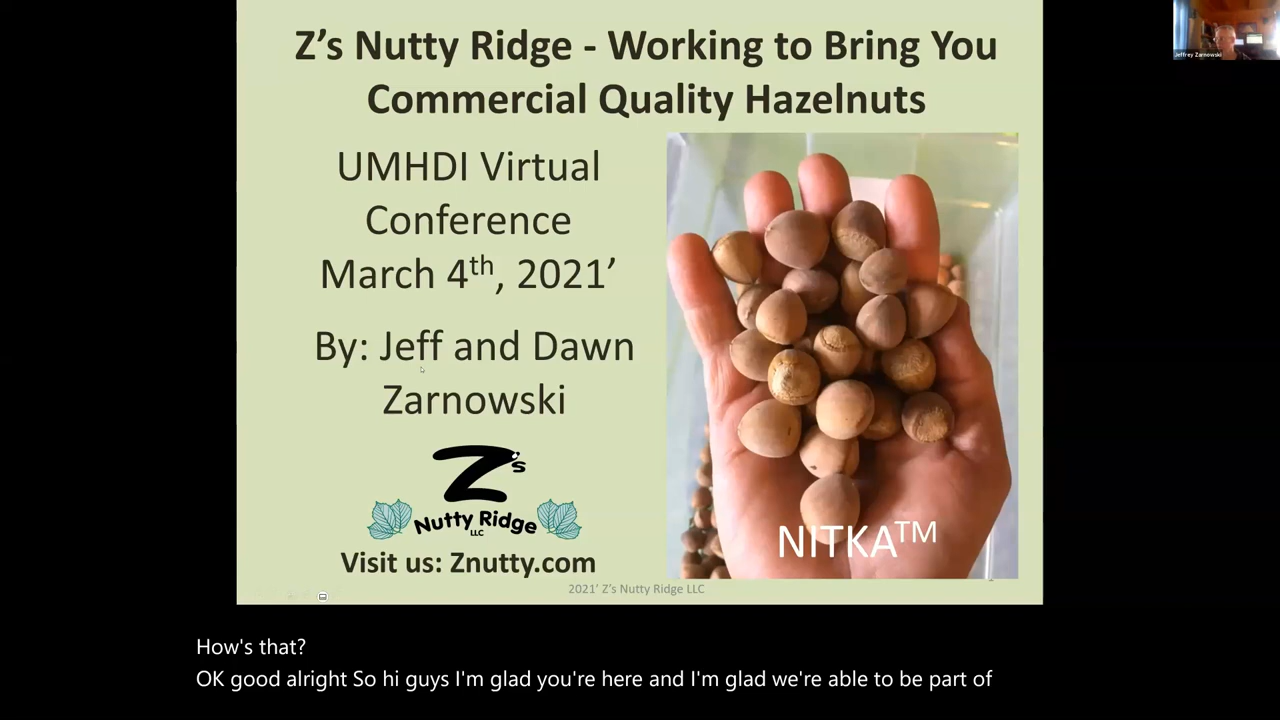 Z's Nutty Ridge - Working to Bring You
Commercial Quality Hazelnuts
UMHDI Virtual
Conference
March 4th, 2021'
By: Jeff and Dawn
Zarnowski
Z's
Nutty Ridge
LLC
Visit us: Znutty.com
NITKA™
2021' Z's Nutty Ridge LLC
Jeffrey Zarnowski
How's that?
OK good alright So hi guys I'm glad you're here and I'm glad we're able to be part of